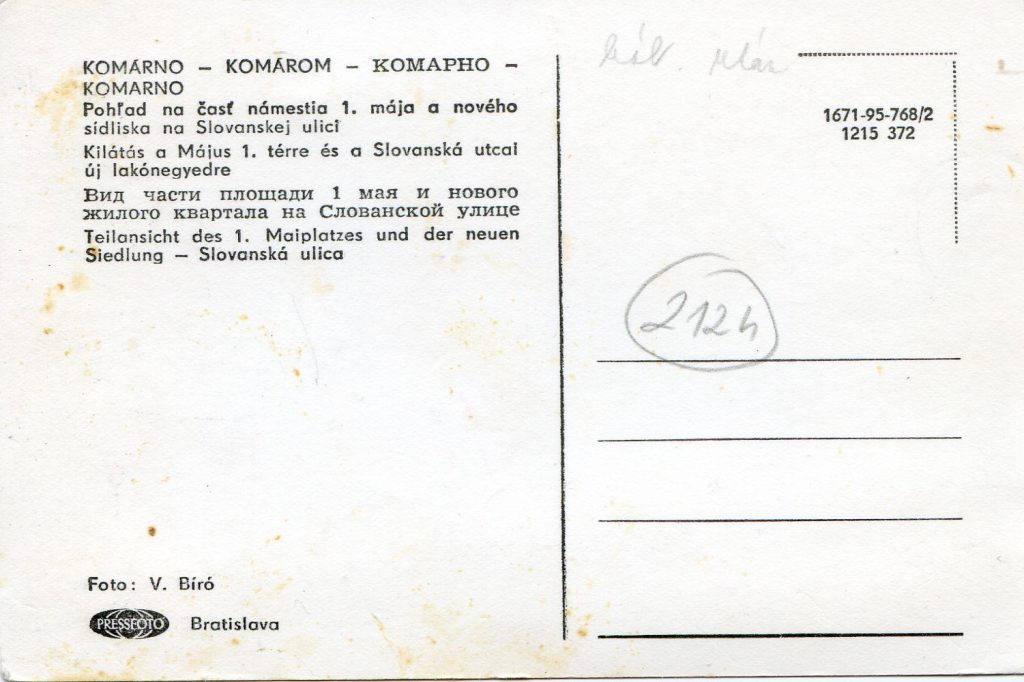 KOMÁRNO – KOMÁROM – КОМАРНО –
KOMARNO
Pohľad na časť námestia 1. mája a nového
sídliska na Slovanskej ulici
Kilátás a Május 1. térre és a Slovanská utcai
új lakónegyedre
Вид части площади 1 мая и нового
жилого квартала на Слованской улице
Teilansicht des 1. Maiplatzes und der neuen
Siedlung – Slovanská ulica
Foto: V. Bíró
PRESSFOTO Bratislava
1671-95-768/2
1215 372
212h